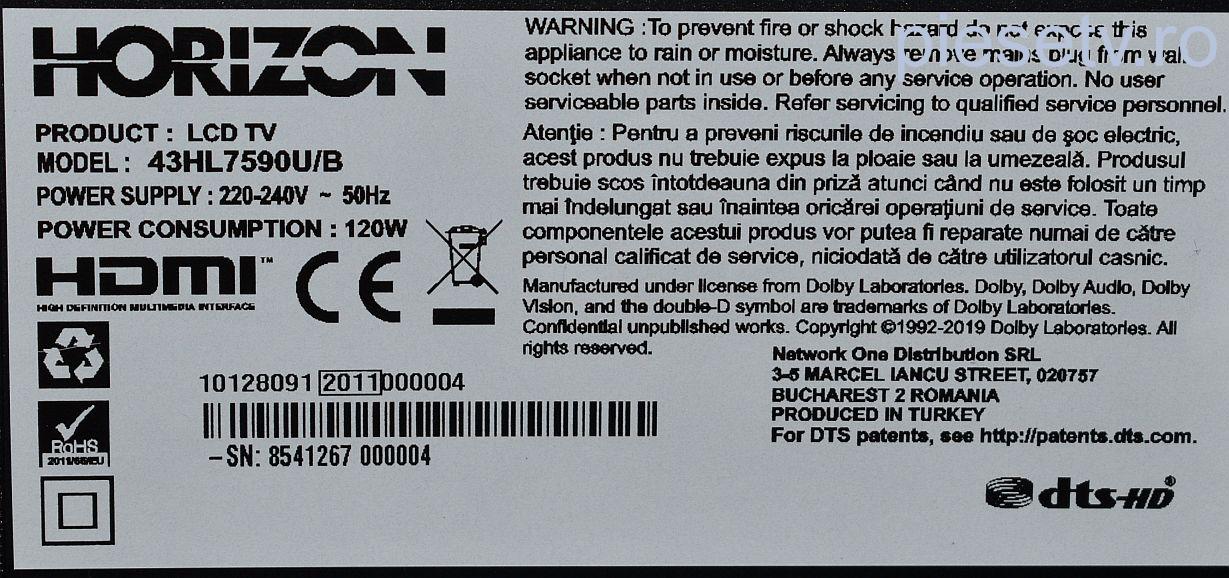 HORIZON
PRODUCT : LCD TV
MODEL : 43HL7590U/B
POWER SUPPLY : 220-240V ~ 50Hz
POWER CONSUMPTION : 120W
HDMI™
HIGH DEFINITION MULTIMEDIA INTERFACE
CE
RoHS
2011/65/EU
10128091 2011000004
-SN: 8541267 000004
WARNING :To prevent fire or shock hazard do not expose this
appliance to rain or moisture. Always remove mains plug from wall
socket when not in use or before any service operation. No user
serviceable parts inside. Refer servicing to qualified service personnel.
Atenţie : Pentru a preveni riscurile de incendiu sau de şoc electric,
acest produs nu trebuie expus la ploaie sau la umezeală. Produsul
trebuie scos întotdeauna din priză atunci când nu este folosit un timp
mai îndelungat sau înaintea oricărei operaţiuni de service. Toate
componentele acestui produs vor putea fi reparate numai de către
personal calificat de service, niciodată de către utilizatorul casnic.
Manufactured under license from Dolby Laboratories. Dolby, Dolby Audio, Dolby
Vision, and the double-D symbol are trademarks of Dolby Laboratories.
Confidential unpublished works. Copyright ©1992-2019 Dolby Laboratories. All
rights reserved.
Network One Distribution SRL
3-5 MARCEL IANCU STREET, 020757
BUCHAREST 2 ROMANIA
PRODUCED IN TURKEY
For DTS patents, see http://patents.dts.com.
dts-HD®
piesetv.ro